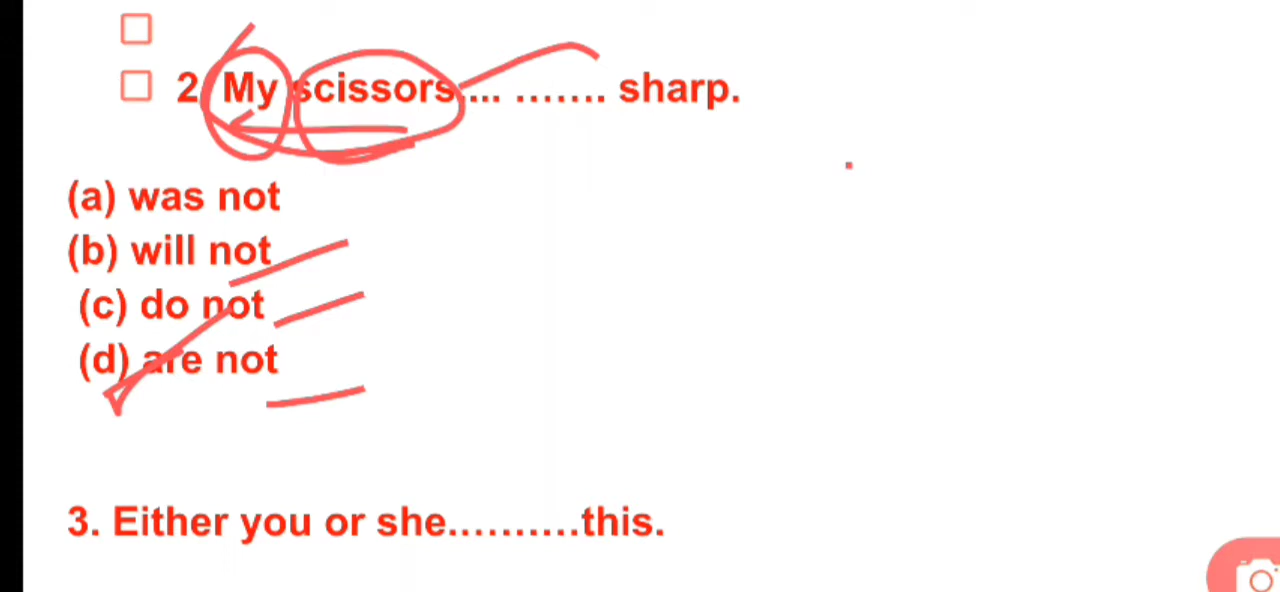 2. My scissors.... ....... sharp.
(a) was not
(b) will not
(c) do not
(d) are not
3. Either you or she..........this.